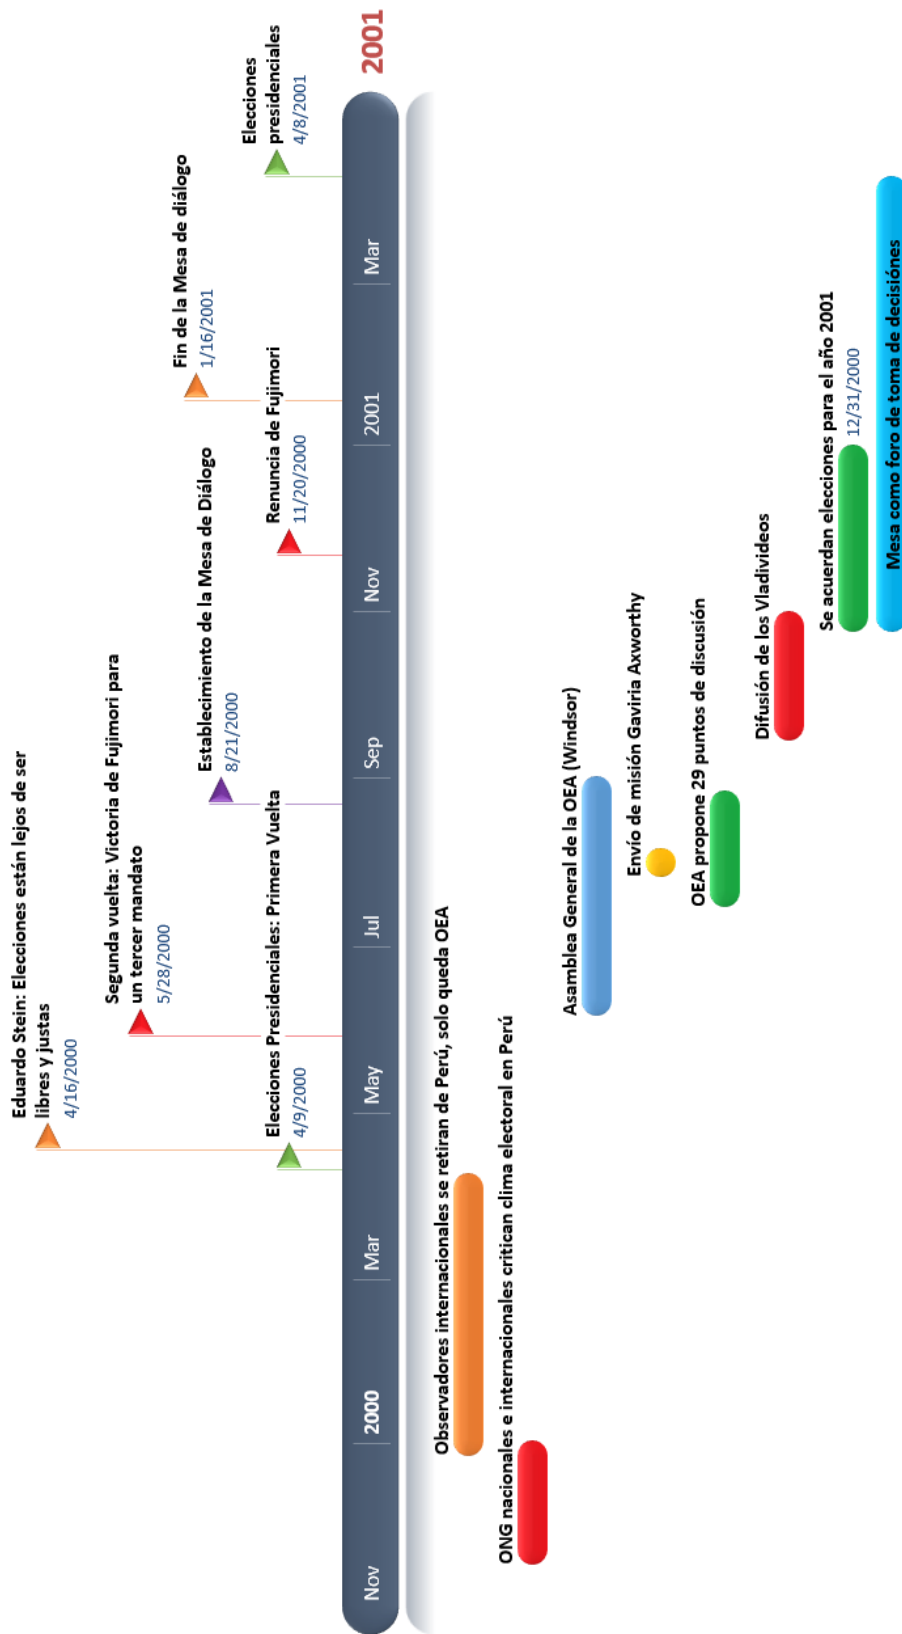 Eduardo Stein: Elecciones están lejos de ser
libres y justas
4/16/2000
Segunda vuelta: Victoria de Fujimori para
un tercer mandato
5/28/2000
Fin de la Mesa de diálogo
1/16/2001
Establecimiento de la Mesa de Diálogo
8/21/2000
Elecciones
presidenciales
4/8/2001
Elecciones Presidenciales: Primera Vuelta
4/9/2000
Renuncia de Fujimori
11/20/2000
Nov
2000
Mar
May
Jul
Sep
Nov
2001
Mar
2001
Observadores internacionales se retiran de Perú, solo queda OEA
ONG nacionales e internacionales critican clima electoral en Perú
Asamblea General de la OEA (Windsor)
Envío de misión Gaviria Axworthy
OEA propone 29 puntos de discusión
Difusión de los Vladivideos
Se acuerdan elecciones para el año 2001
12/31/2000
Mesa como foro de toma de decisiónes